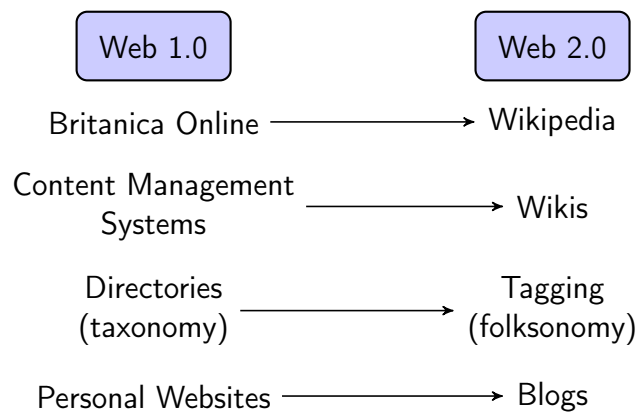 Web 1.0
Web 2.0
Britanica Online
Wikipedia
Content Management
Systems
Wikis
Directories
(taxonomy)
Tagging
(folksonomy)
Personal Websites
Blogs